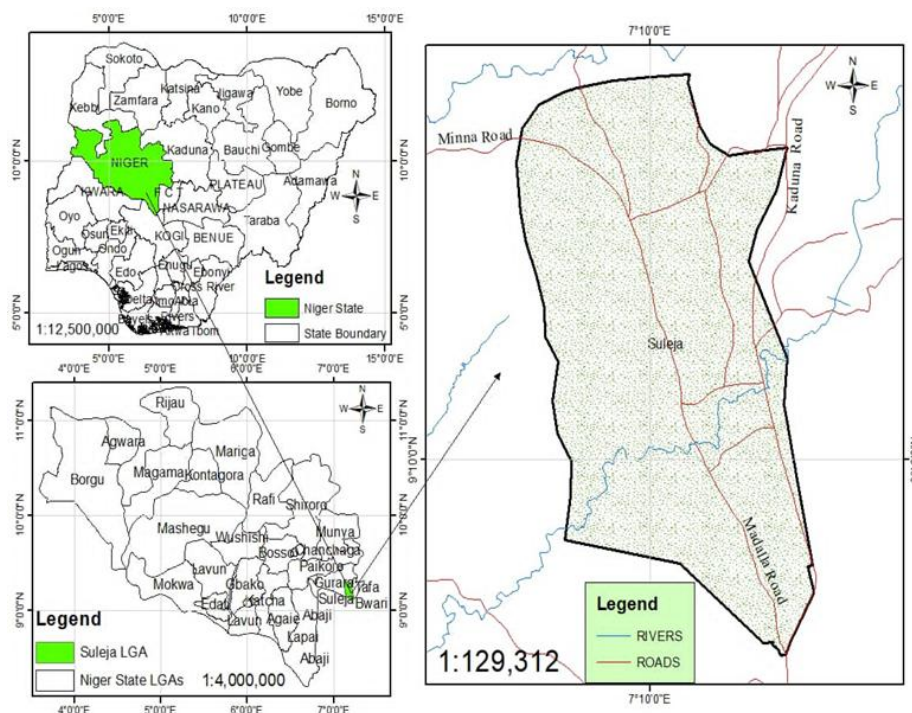 5°0'0"E 10°0'0"E 15°0'0"E
Sokoto
Katsina Jigawa
Yobe
Kebbi Zamfara Kano Borno
10°0'0"N
NIGER
Kaduna Bauchi Gombe
10°0'0"N
KWARA F C T PLATEAU Adamawa
NASARAWA
Oyo
Taraba
Osun Ekiti KOGI BENUE
Ogun Ondo
Lagos Edo Enugu Ebonyi
Cross River
Delta Imo Abia
Rivers
Akwa Ibom
5°0'0"N
5°0'0"N
N
W E
S
Legend
Niger State
State Boundary
1:12,500,000
5°0'0"E 10°0'0"E 15°0'0"E
4°0'0"E 5°0'0"E 6°0'0"E 7°0'0"E
N
W E
S
11°0'0"N
11°0'0"N
Rijau
Agwara
Mariga
Borgu Magama Kontagora
10°0'0"N
Rafi
10°0'0"N
Shiroro
Mashegu
Wushishi
Munya
Bosso Chanchaga
Lavun
Paikoro
Mokwa Gbako
Gurara Tafa
9°0'0"N
Edati Katcha Abaji Suleja Bwari
9°0'0"N
Lavun Agaie
Lapai
Abaji
Legend
Suleja LGA
Niger State LGAs
1:4,000,000
4°0'0"E 5°0'0"E 6°0'0"E 7°0'0"E
7°10'0"E
N
W E
S
Minna Road
Kaduna Road
Suleja
9°10'0"N
Madalla Road
Legend
RIVERS
ROADS
1:129,312
7°10'0"E